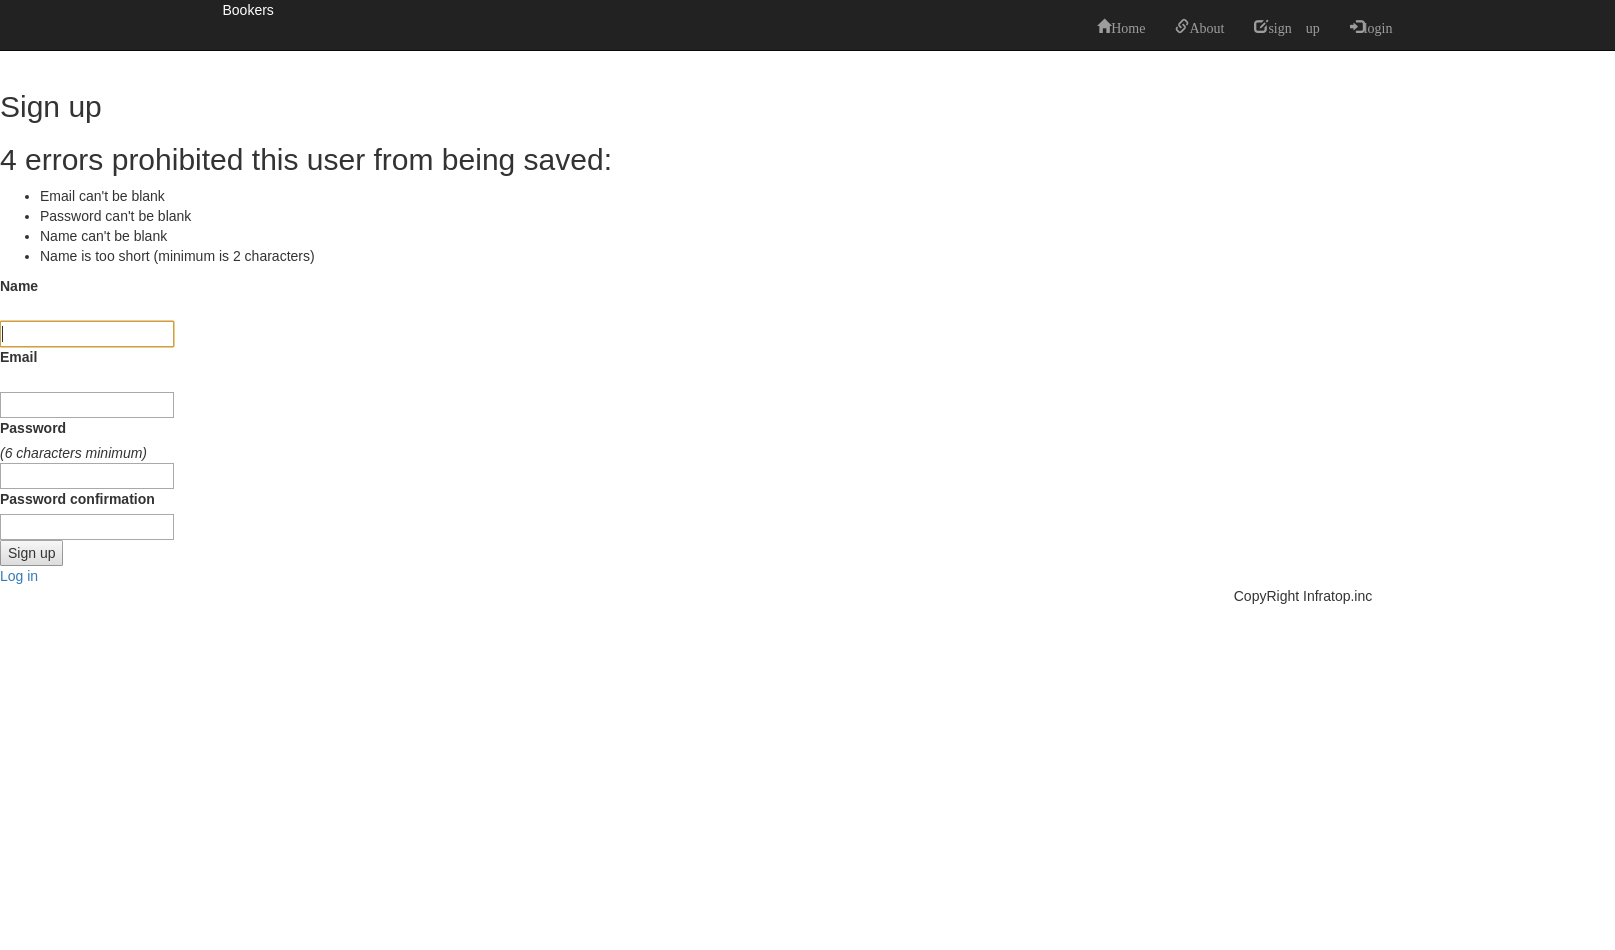 Bookers
Home About sign up login
Sign up
4 errors prohibited this user from being saved:
Email can't be blank
Password can't be blank
Name can't be blank
Name is too short (minimum is 2 characters)
Name
Email
Password
(6 characters minimum)
Password confirmation
Sign up
Log in
CopyRight Infratop.inc